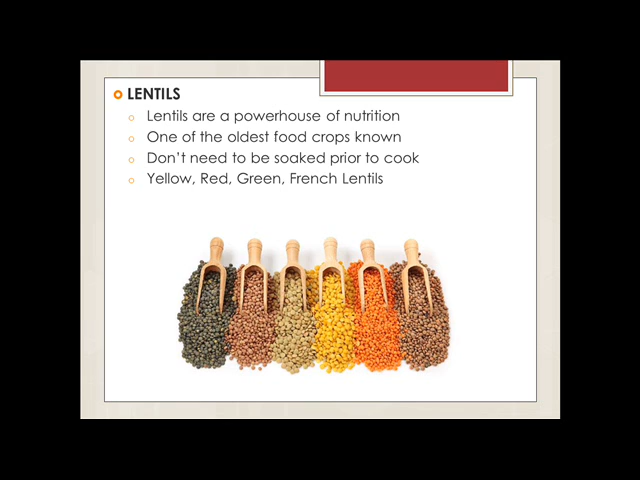 LENTILS
Lentils are a powerhouse of nutrition
One of the oldest food crops known
Don’t need to be soaked prior to cook
Yellow, Red, Green, French Lentils